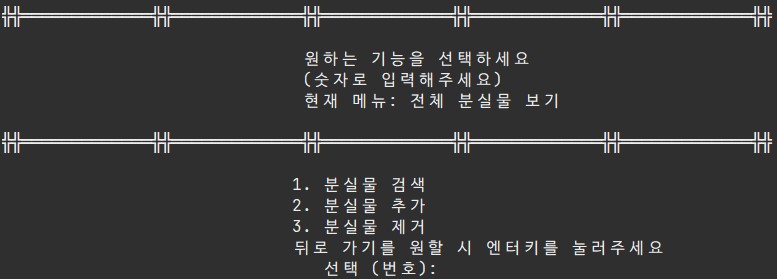 원하는 기능을 선택하세요
(숫자로 입력해주세요)
현재 메뉴: 전체 분실물 보기
1. 분실물 검색
2. 분실물 추가
3. 분실물 제거
뒤로 가기를 원할 시 엔터키를 눌러주세요
선택 (번호):